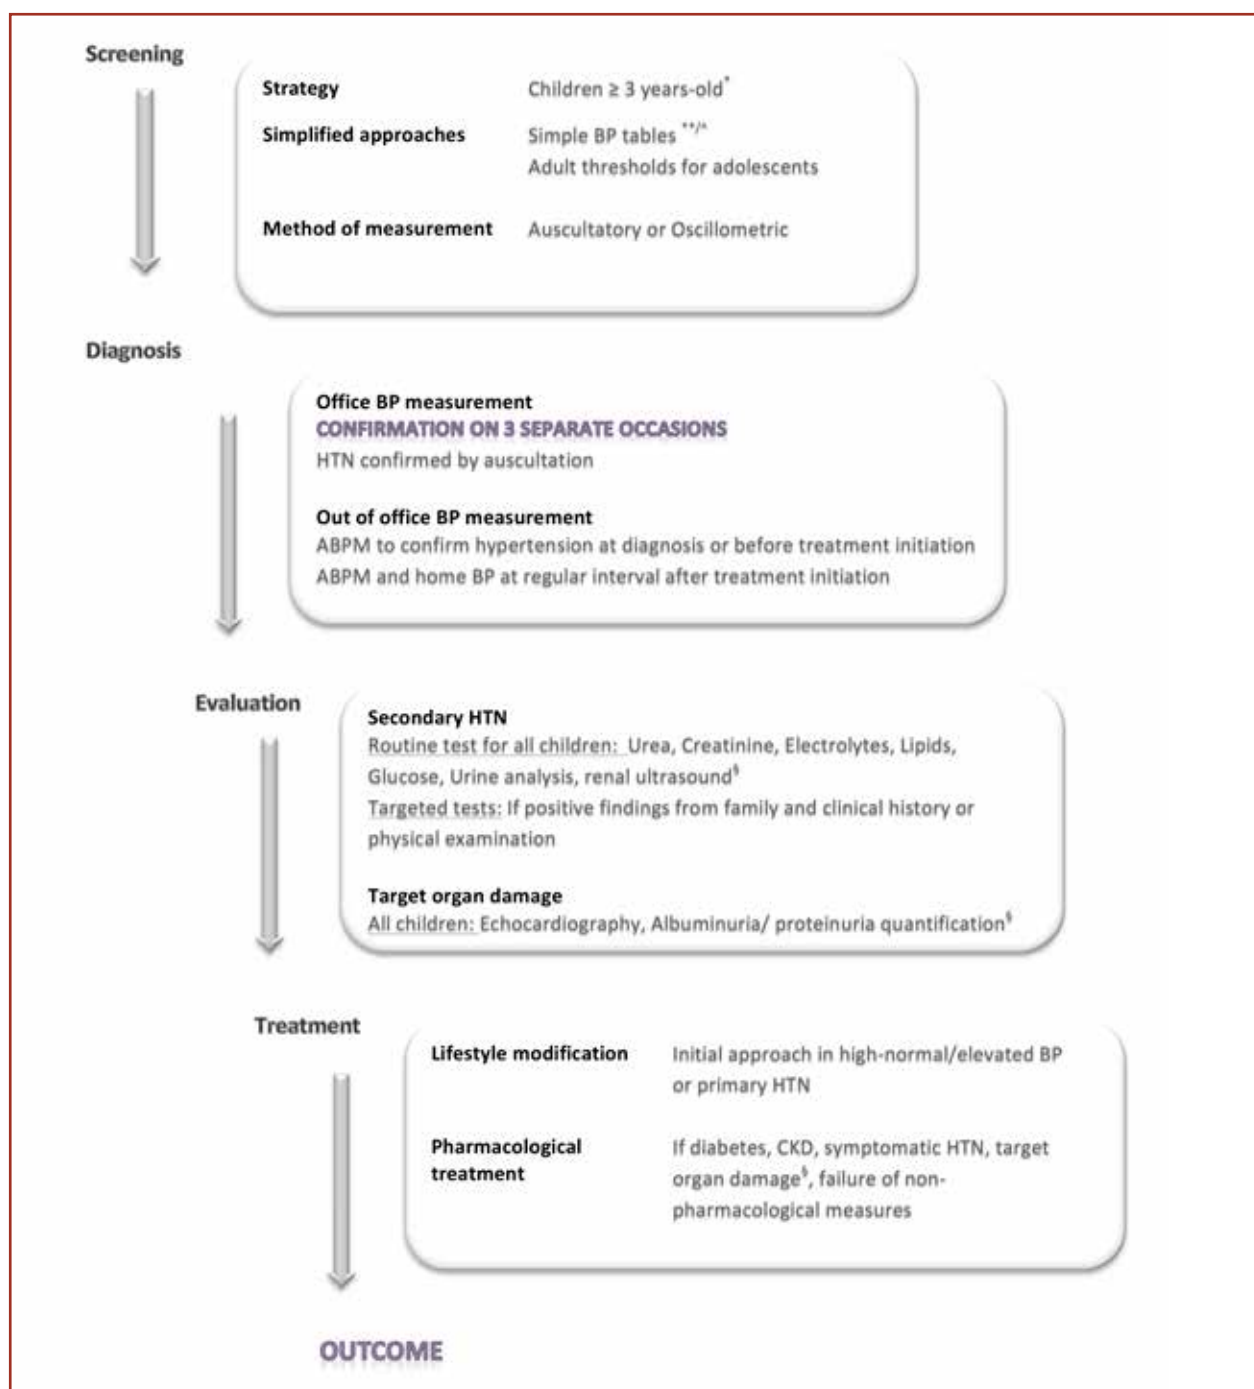 Screening
Strategy Children ≥ 3 years-old*
Simplified approaches Simple BP tables **/^
Adult thresholds for adolescents
Method of measurement Auscultatory or Oscillometric
Diagnosis
Office BP measurement
CONFIRMATION ON 3 SEPARATE OCCASIONS
HTN confirmed by auscultation
Out of office BP measurement
ABPM to confirm hypertension at diagnosis or before treatment initiation
ABPM and home BP at regular interval after treatment initiation
Evaluation
Secondary HTN
Routine test for all children: Urea, Creatinine, Electrolytes, Lipids,
Glucose, Urine analysis, renal ultrasound§
Targeted tests: If positive findings from family and clinical history or
physical examination
Target organ damage
All children: Echocardiography, Albuminuria/ proteinuria quantification§
Treatment
Lifestyle modification Initial approach in high-normal/elevated BP
or primary HTN
Pharmacological If diabetes, CKD, symptomatic HTN, target
treatment organ damage§, failure of non-
pharmacological measures
OUTCOME